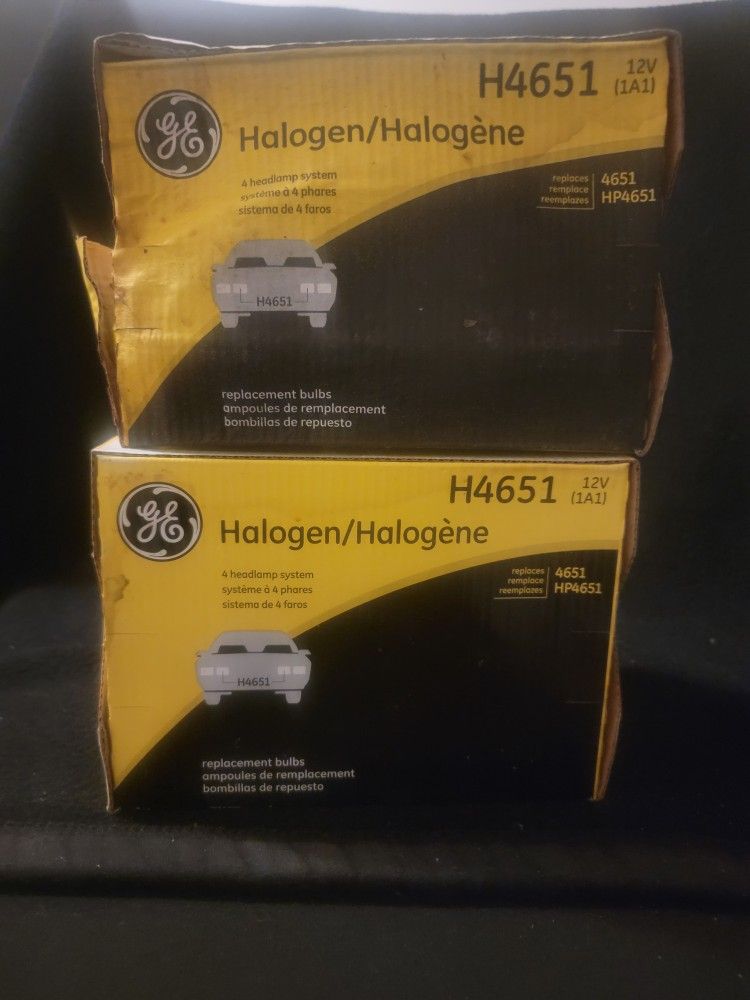 H4651 12V
(1A1)
GE
Halogen/Halogène
4 headlamp system
système à 4 phares
sistema de 4 faros
replaces 4651
remplace HP4651
reemplazes
H4651
replacement bulbs
ampoules de remplacement
bombillas de repuesto
H4651 12V
(1A1)
GE
Halogen/Halogène
4 headlamp system
système à 4 phares
sistema de 4 faros
replaces 4651
remplace HP4651
reemplazes
H4651
replacement bulbs
ampoules de remplacement
bombillas de repuesto